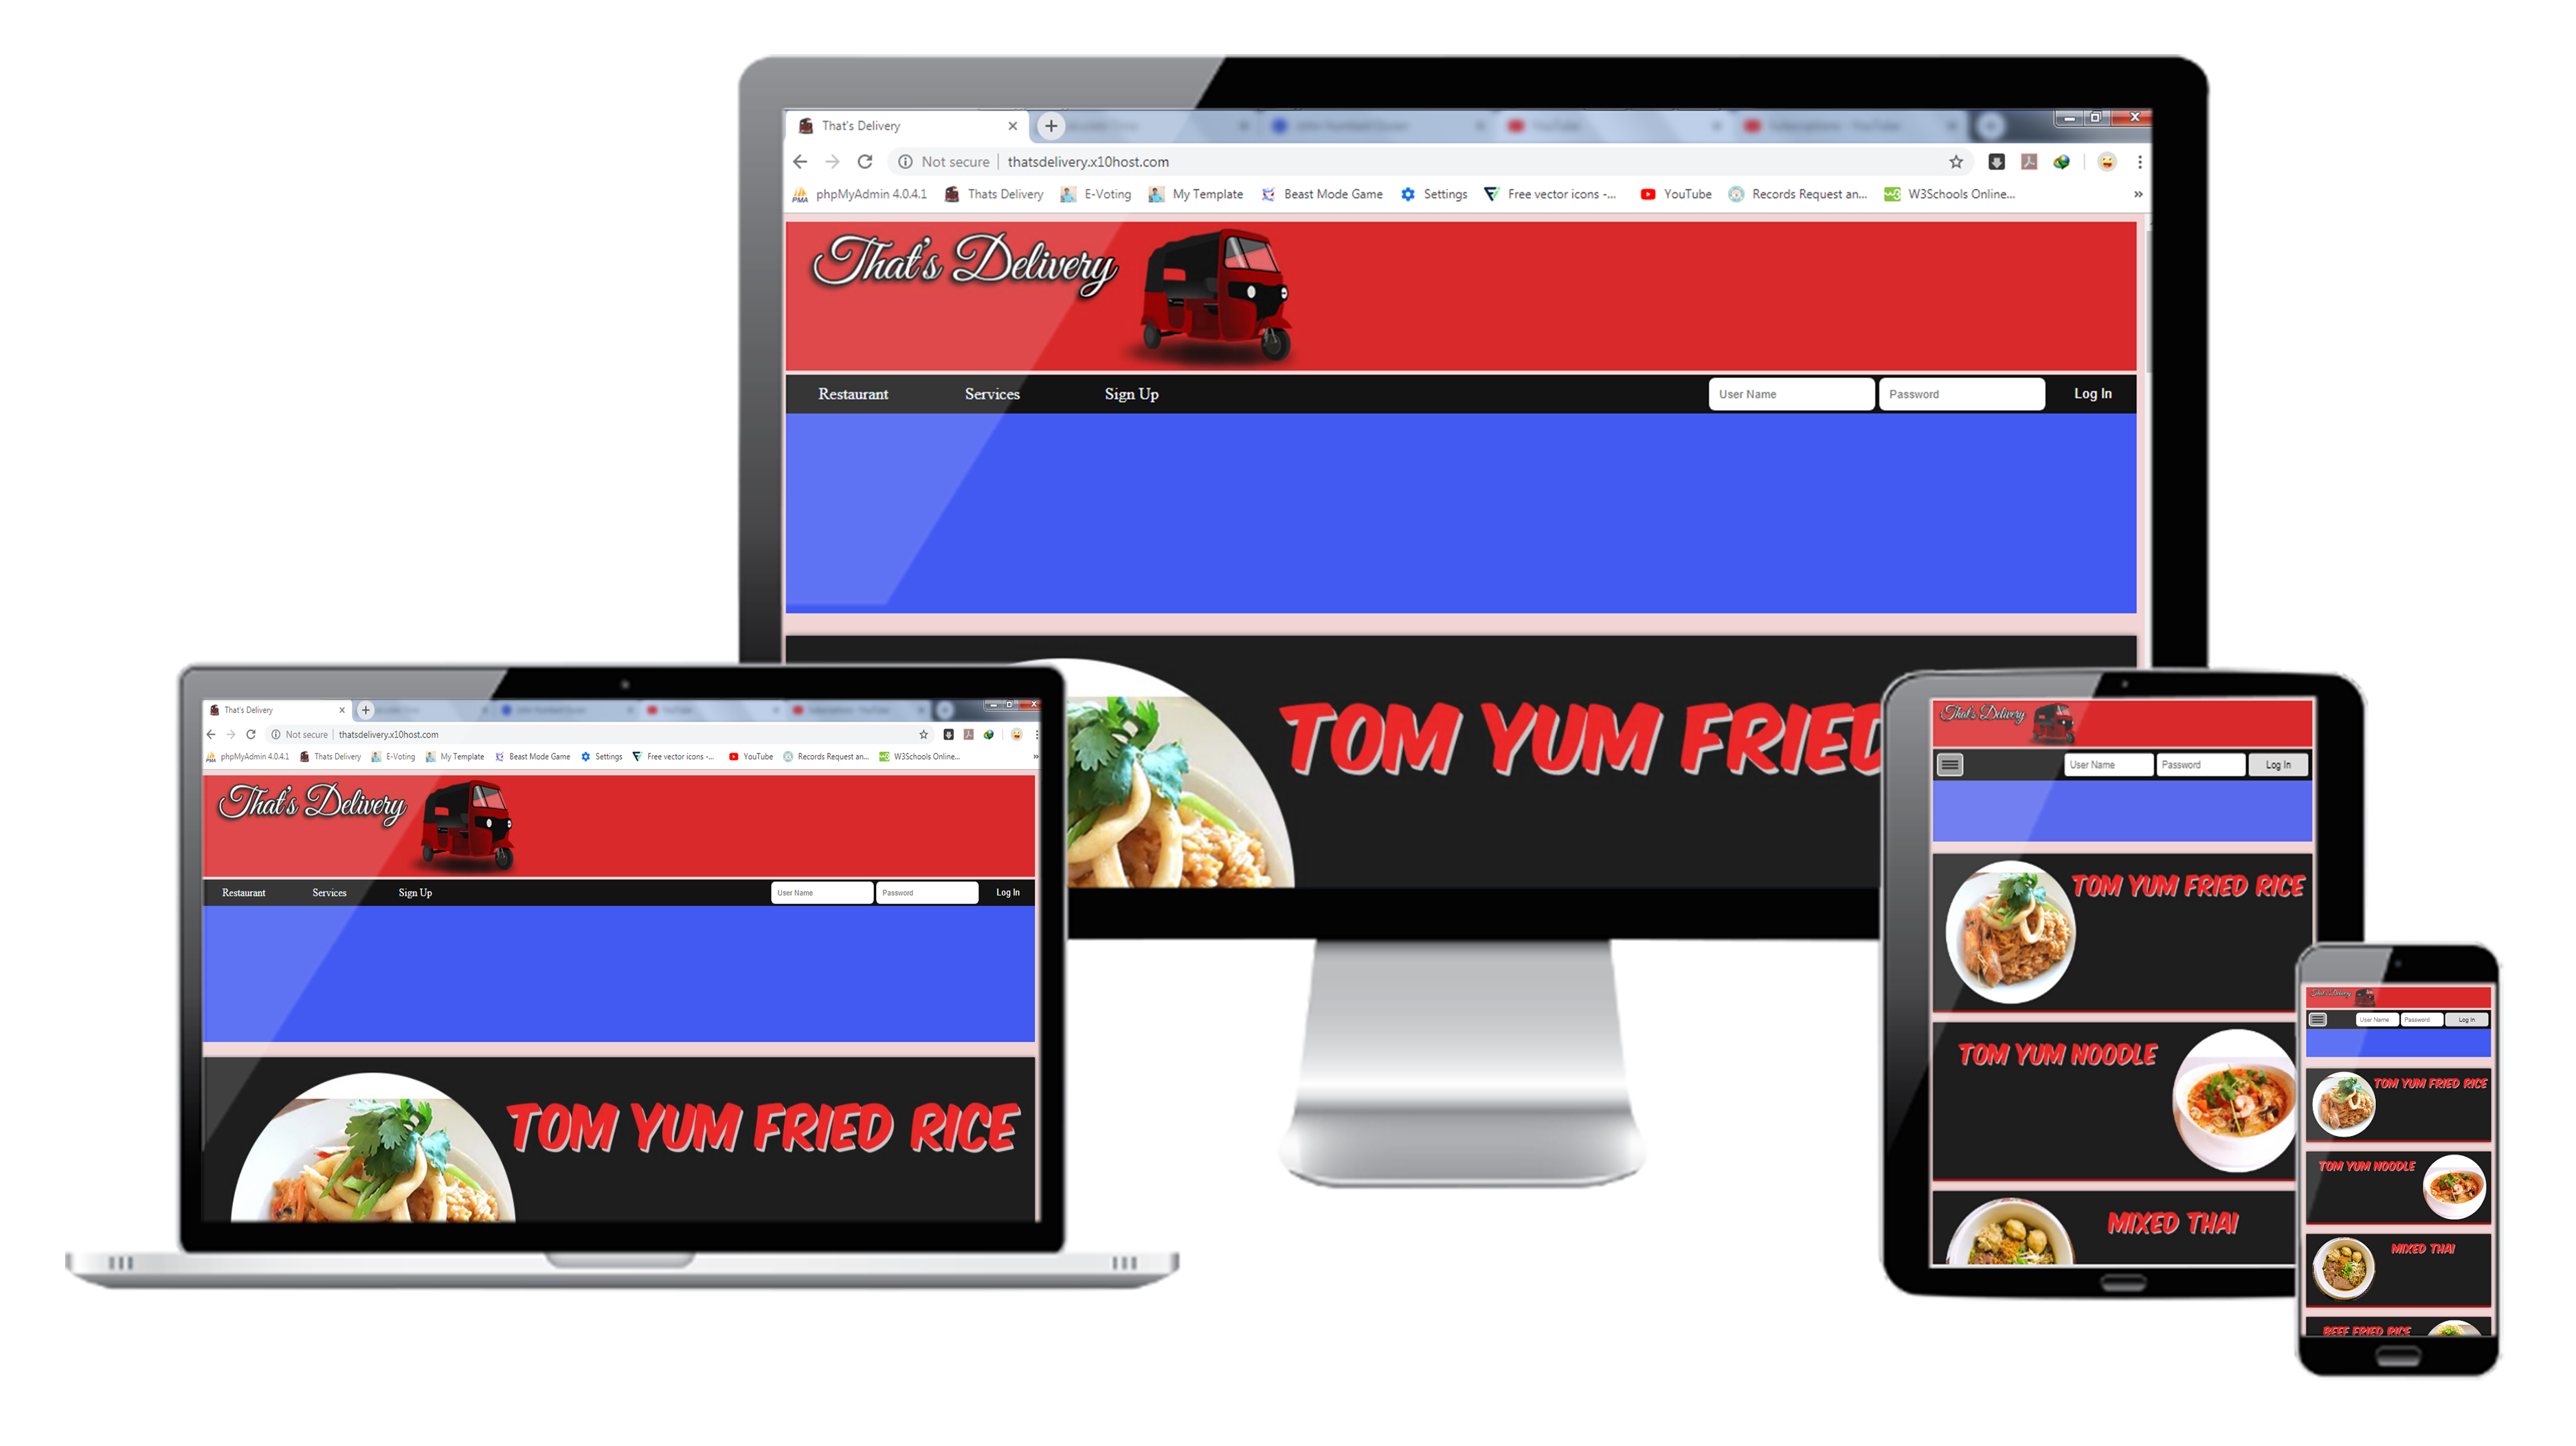 That's Delivery
Not secure | thatsdelivery.x10host.com
phpMyAdmin 4.0.4.1 Thats Delivery E-Voting My Template Beast Mode Game Settings Free vector icons -... YouTube Records Request an... W3Schools Online... »
That's Delivery
Restaurant Services Sign Up User Name Password Log In
TOM YUM FRIED
That's Delivery
Not secure | thatsdelivery.x10host.com
phpMyAdmin 4.0.4.1 Thats Delivery E-Voting My Template Beast Mode Game Settings Free vector icons -... YouTube Records Request an... W3Schools Online... »
That's Delivery
Restaurant Services Sign Up User Name Password Log In
TOM YUM FRIED RICE
That's Delivery
User Name Password Log In
TOM YUM FRIED RICE
TOM YUM NOODLE
MIXED THAI
That's Delivery
User Name Password Log In
TOM YUM FRIED RICE
TOM YUM NOODLE
MIXED THAI
BEEF FRIED RICE